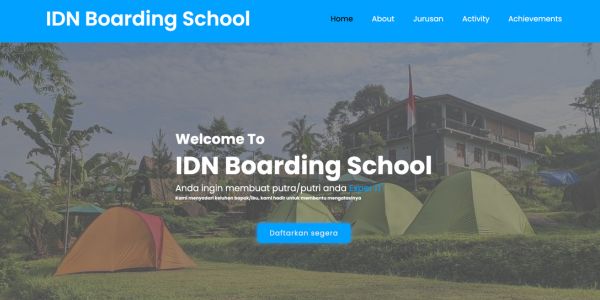 IDN Boarding School
Home About Jurusan Activity Achievements
Welcome To
IDN Boarding School
Anda ingin membuat putra/putri anda Exper IT
Kami menyadari keluhan bapak/ibu, kami hadir untuk membantu mengatasinya
Daftarkan segera